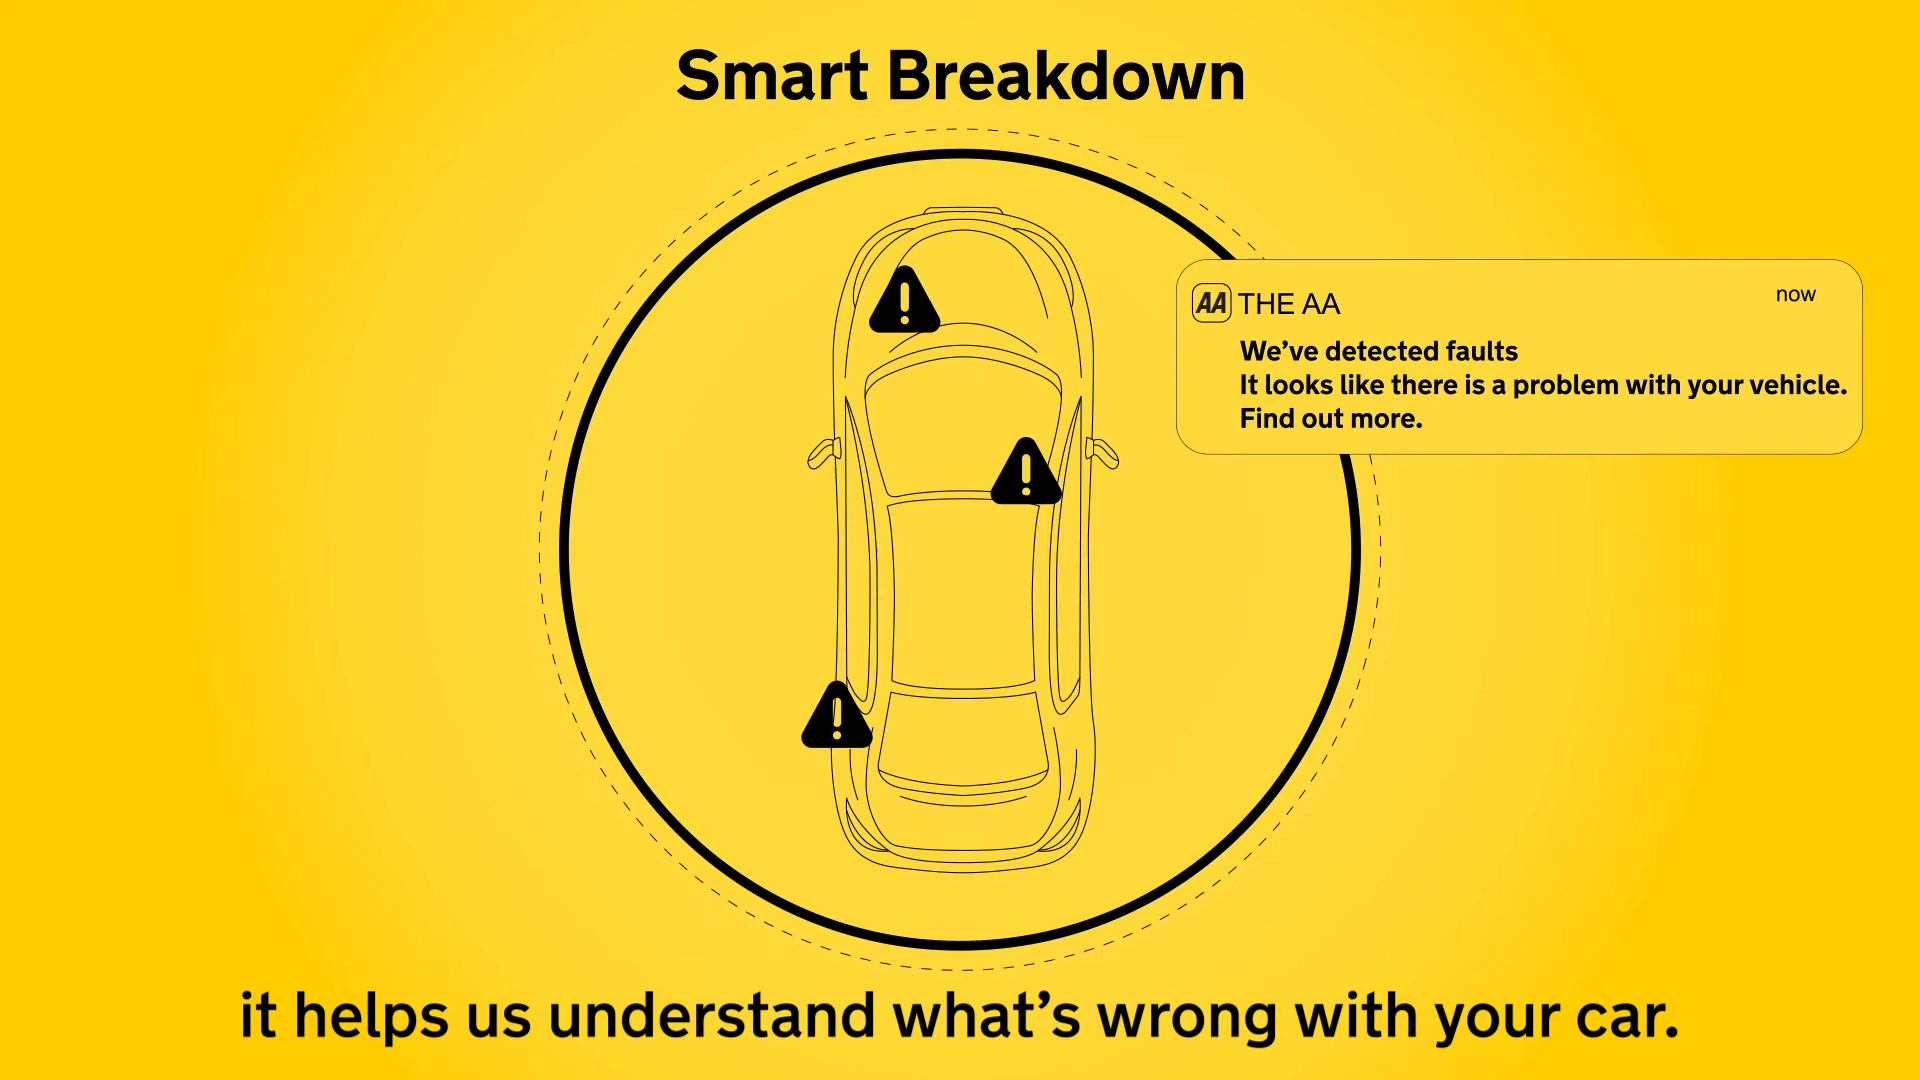 Smart Breakdown
AA THE AA
now
We've detected faults
It looks like there is a problem with your vehicle.
Find out more.
it helps us understand what's wrong with your car.